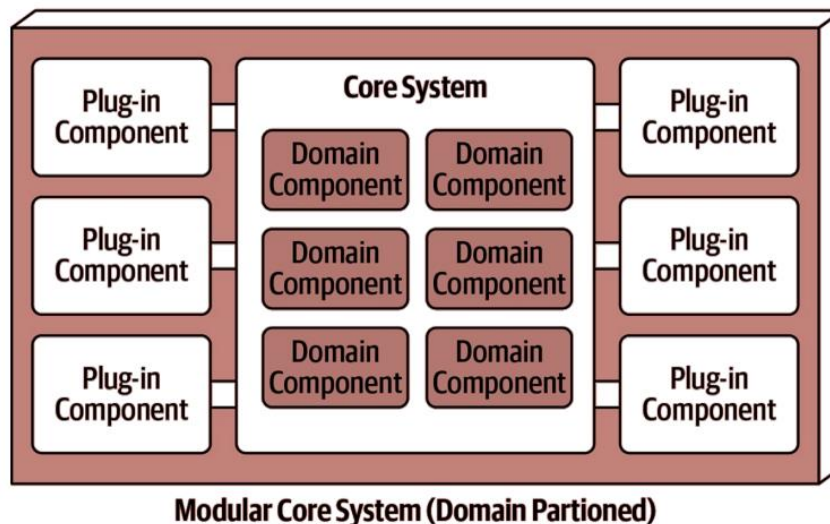 Core System
Plug-in
Component
Plug-in
Component
Plug-in
Component
Domain
Component
Domain
Component
Domain
Component
Domain
Component
Domain
Component
Domain
Component
Plug-in
Component
Plug-in
Component
Plug-in
Component
Modular Core System (Domain Partioned)